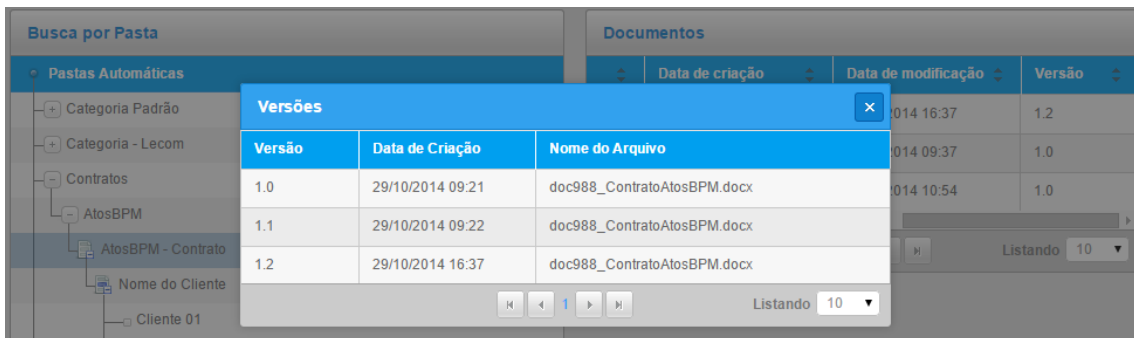 Busca por Pasta
Documentos
Pastas Automáticas
Data de criação Data de modificação Versão
Categoria Padrão
Categoria - Lecom
Contratos
AtosBPM
AtosBPM - Contrato
Nome do Cliente
Cliente 01
Versões
Versão Data de Criação Nome do Arquivo
1.0 29/10/2014 09:21 doc988_ContratoAtosBPM.docx
1.1 29/10/2014 09:22 doc988_ContratoAtosBPM.docx
1.2 29/10/2014 16:37 doc988_ContratoAtosBPM.docx
1 Listando 10
2014 16:37 1.2
2014 09:37 1.0
2014 10:54 1.0
Listando 10